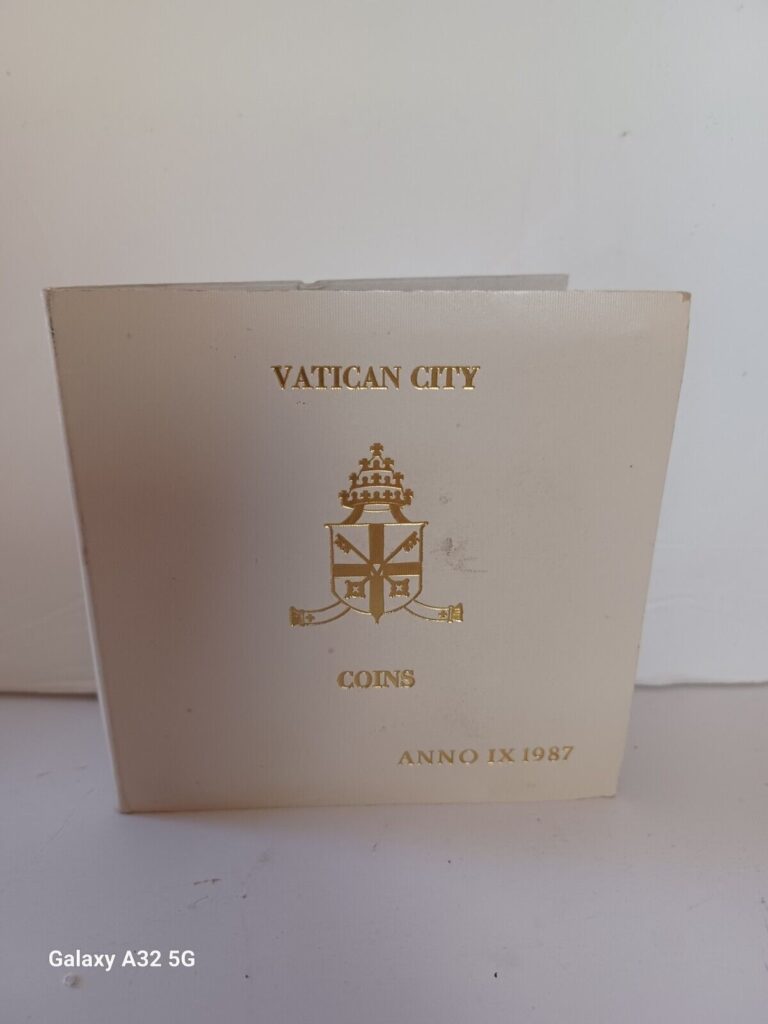 VATICAN CITY
COINS
ANNO IX 1987
Galaxy A32 5G